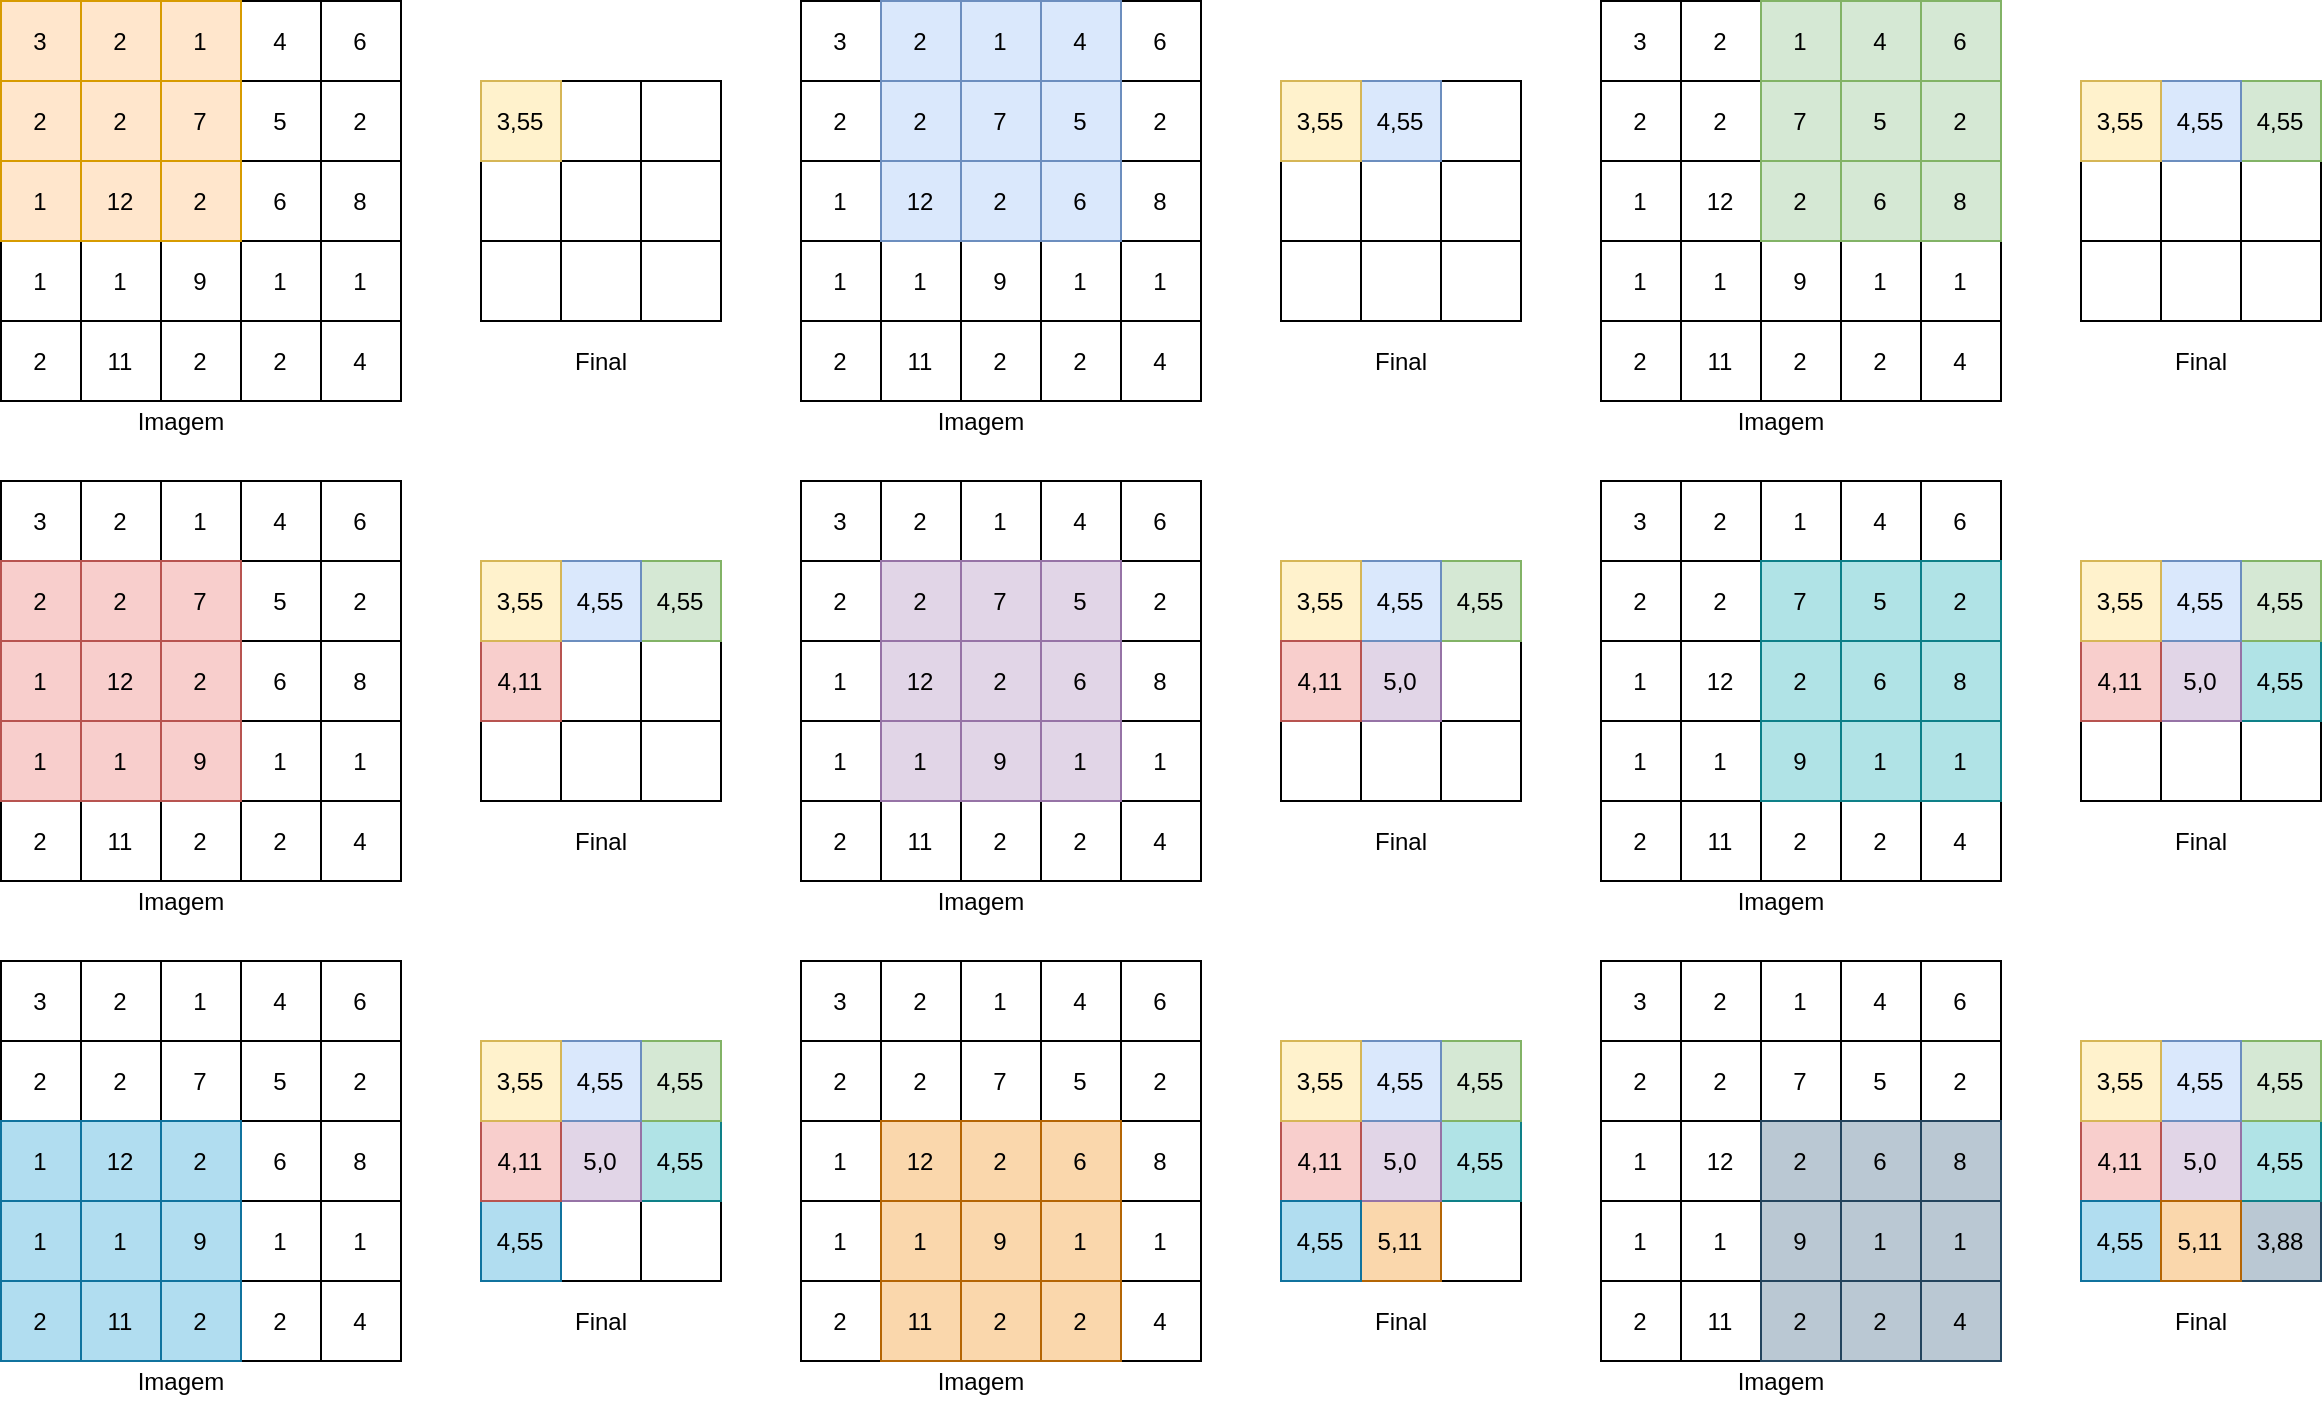 3 2 1 4 6 3 2 1 4 6 3 2 1 4 6
2 2 7 5 2 3,55 2 2 7 5 2 3,55 4,55 2 2 7 5 2 3,55 4,55 4,55
1 12 2 6 8 1 12 2 6 8 1 12 2 6 8
1 1 9 1 1 1 1 9 1 1 1 1 9 1 1
2 11 2 2 4 Final 2 11 2 2 4 Final 2 11 2 2 4 Final
Imagem Imagem Imagem
3 2 1 4 6 3 2 1 4 6 3 2 1 4 6
2 2 7 5 2 3,55 4,55 4,55 2 2 7 5 2 3,55 4,55 4,55 2 2 7 5 2 3,55 4,55 4,55
1 12 2 6 8 4,11 1 12 2 6 8 4,11 5,0 1 12 2 6 8 4,11 5,0 4,55
1 1 9 1 1 1 1 9 1 1 1 1 9 1 1
2 11 2 2 4 Final 2 11 2 2 4 Final 2 11 2 2 4 Final
Imagem Imagem Imagem
3 2 1 4 6 3 2 1 4 6 3 2 1 4 6
2 2 7 5 2 3,55 4,55 4,55 2 2 7 5 2 3,55 4,55 4,55 2 2 7 5 2 3,55 4,55 4,55
1 12 2 6 8 4,11 5,0 4,55 1 12 2 6 8 4,11 5,0 4,55 1 12 2 6 8 4,11 5,0 4,55
1 1 9 1 1 4,55 1 1 9 1 1 4,55 5,11 1 1 9 1 1 4,55 5,11 3,88
2 11 2 2 4 Final 2 11 2 2 4 Final 2 11 2 2 4 Final
Imagem Imagem Imagem